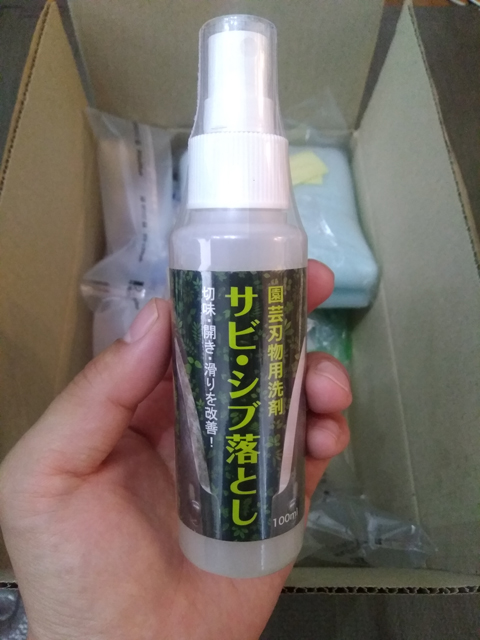 園芸刃物用洗剤
サビ・シブ落とし
切味・開き・滑りを改善！
100ml